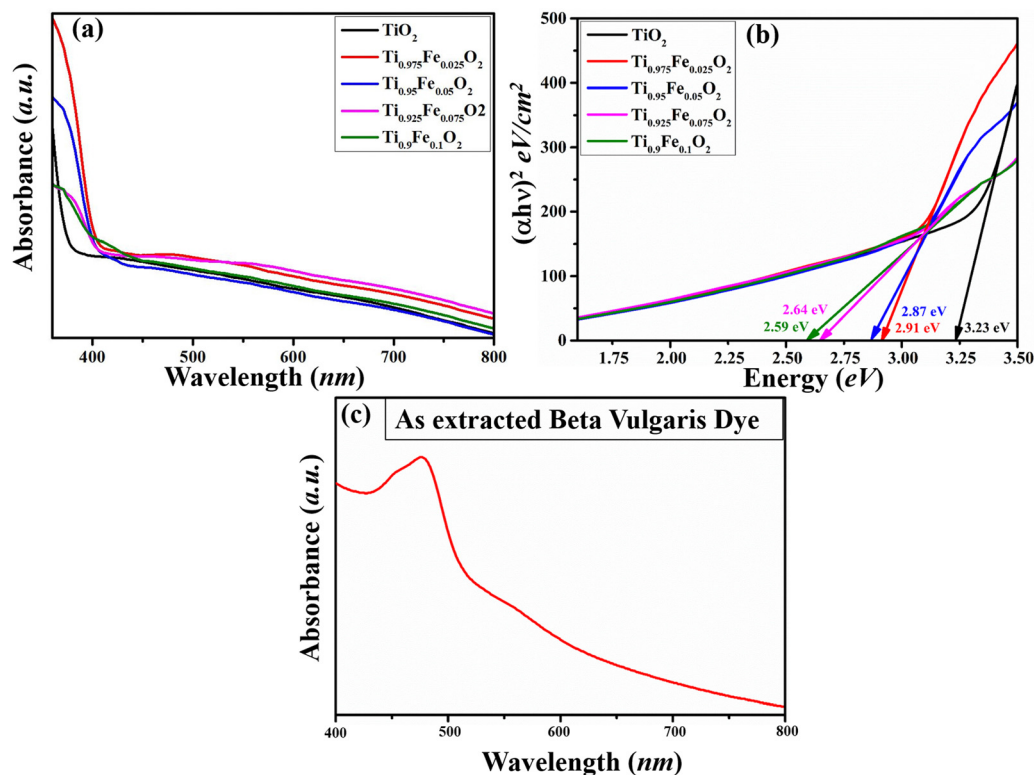 (a)
TiO₂
Ti₀.₉₇₅Fe₀.₀₂₅O₂
Ti₀.₉₅Fe₀.₀₅O₂
Ti₀.₉₂₅Fe₀.₀₇₅O2
Ti₀.₉Fe₀.₁O₂
Absorbance (a.u.)
400 500 600 700 800
Wavelength (nm)
(b)
TiO₂
Ti₀.₉₇₅Fe₀.₀₂₅O₂
Ti₀.₉₅Fe₀.₀₅O₂
Ti₀.₉₂₅Fe₀.₀₇₅O₂
Ti₀.₉Fe₀.₁O₂
(αhν)² eV/cm²
500
400
300
200
100
0
2.64 eV 2.87 eV
2.59 eV 2.91 eV 3.23 eV
2.00 2.25 2.50 2.75 3.00 3.25 3.50
Energy (eV)
(c) As extracted Beta Vulgaris Dye
Absorbance (a.u.)
400 500 600 700 800
Wavelength (nm)